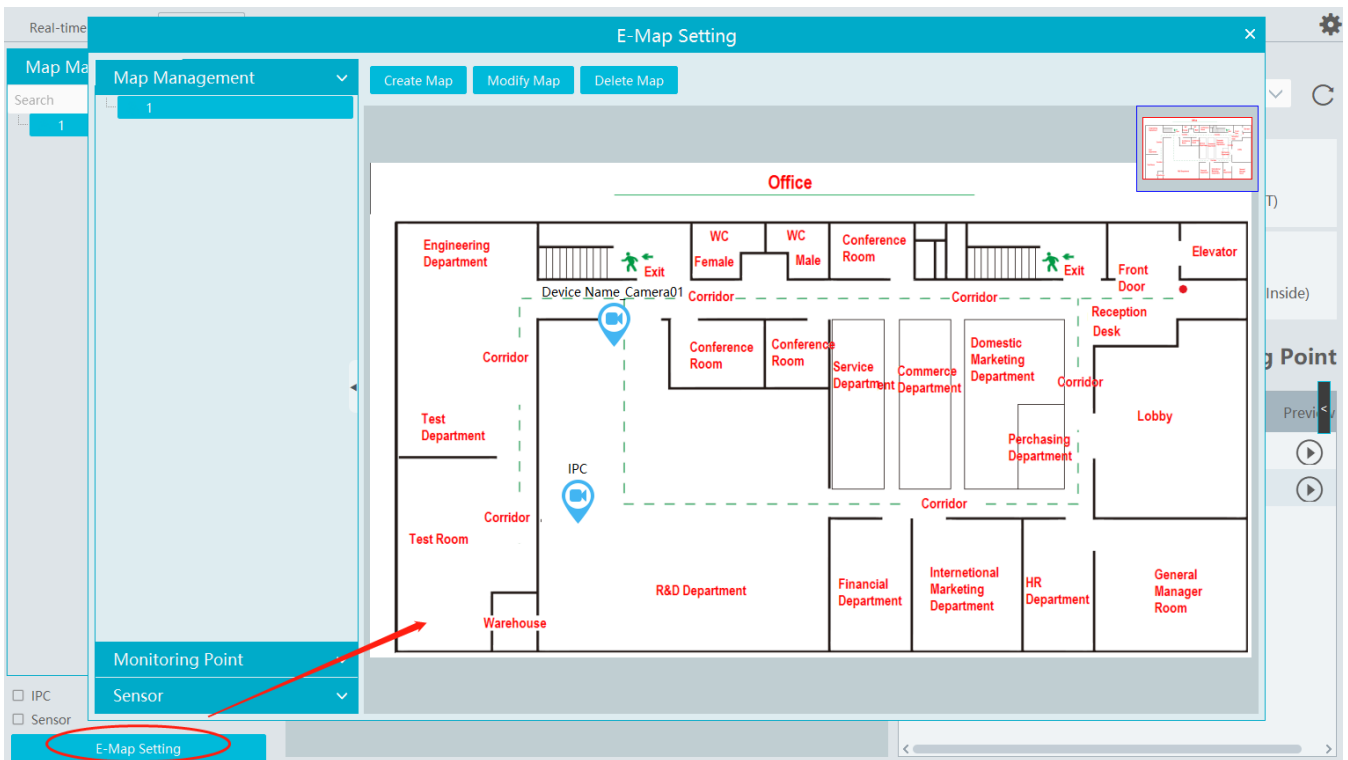 Real-time
E-Map Setting
×
Map Ma
Search
1
Map Management
1
Create Map
Modify Map
Delete Map
Office
Engineering
Department
Exit
WC
Female
WC
Male
Conference
Room
Exit
Front
Door
Elevator
Device Name_Camera01
Corridor
Corridor
Reception
Desk
Corridor
Conference
Room
Conference
Room
Service
Department
Commerce
Department
Domestic
Marketing
Department
Corridor
Test
Department
Perchasing
Department
Lobby
IPC
Corridor
Corridor
Test Room
R&D Department
Financial
Department
Internetional
Marketing
Department
HR
Department
General
Manager
Room
Warehouse
Monitoring Point
Sensor
IPC
Sensor
E-Map Setting
T)
Inside)
g Point
Preview
<